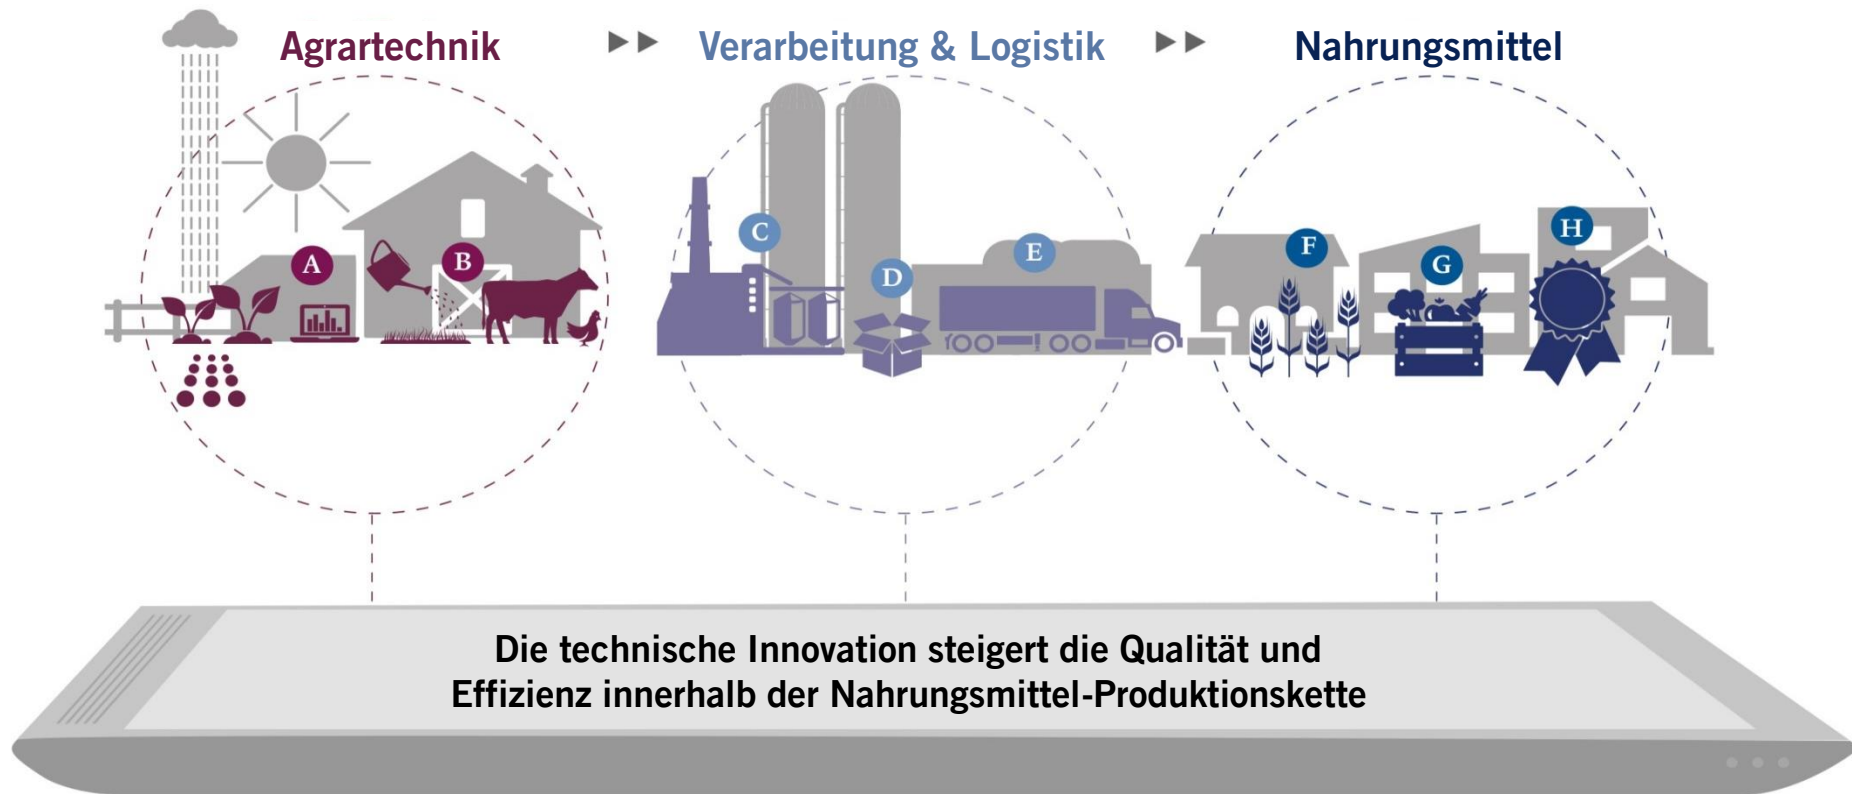 Agrartechnik
Verarbeitung & Logistik
Nahrungsmittel
A
B
C
D
E
F
G
H
Die technische Innovation steigert die Qualität und
Effizienz innerhalb der Nahrungsmittel-Produktionskette